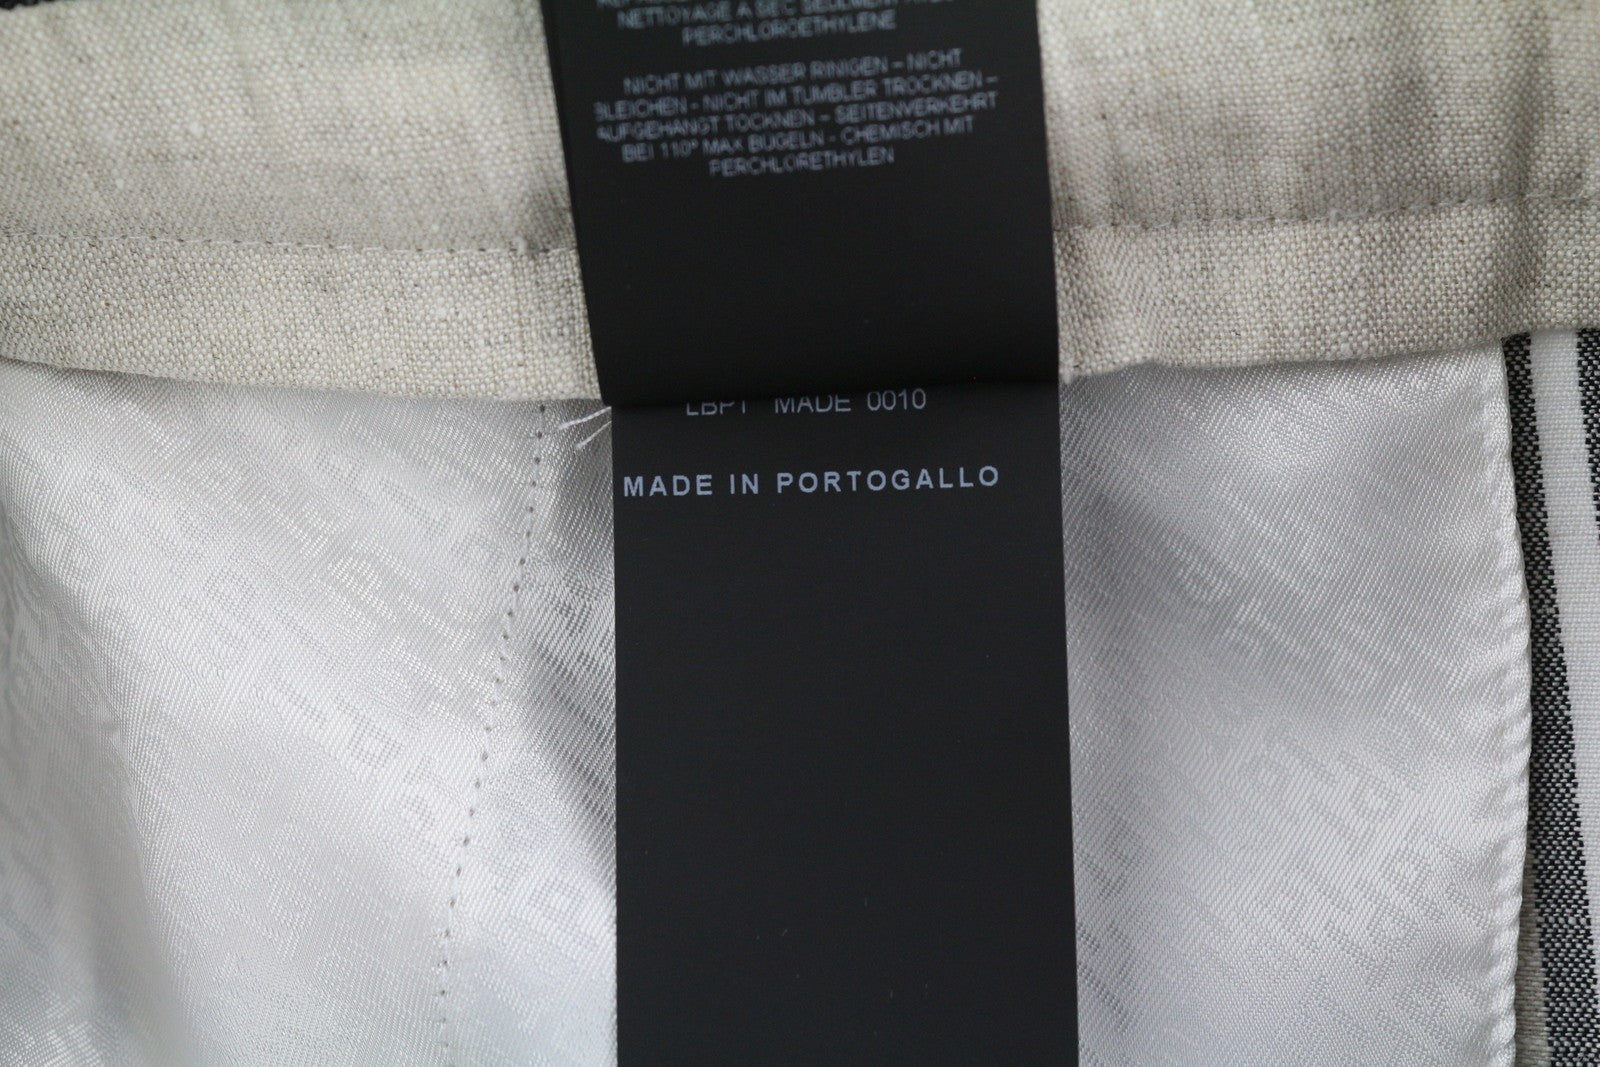 NETTOYAGE A SEC
PERCHLOROETHYLENE
NICHT MIT WASSER RINIGEN – NICHT
BLEICHEN - NICHT IM TUMBLER TROCKNEN –
AUFGEHANGT TOCKNEN – SEITENVERKEHRT
BEI 110° MAX BUGELN - CHEMISCH MIT
PERCHLORETHYLEN
LBPT MADE 0010
MADE IN PORTOGALLO